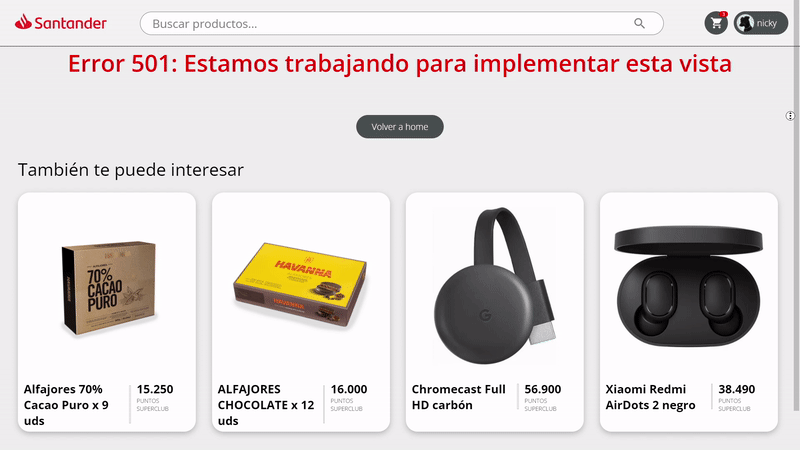 Santander
Buscar productos...
nicky
Error 501: Estamos trabajando para implementar esta vista
Volver a home
También te puede interesar
70%
CACAO
PURO
HAVANNA
HAVANNA
G
Alfajores 70%
Cacao Puro x 9
uds
15.250
PUNTOS
SUPERCLUB
ALFAJORES
CHOCOLATE x 12
uds
16.000
PUNTOS
SUPERCLUB
Chromecast Full
HD carbón
56.900
PUNTOS
SUPERCLUB
Xiaomi Redmi
AirDots 2 negro
38.490
PUNTOS
SUPERCLUB